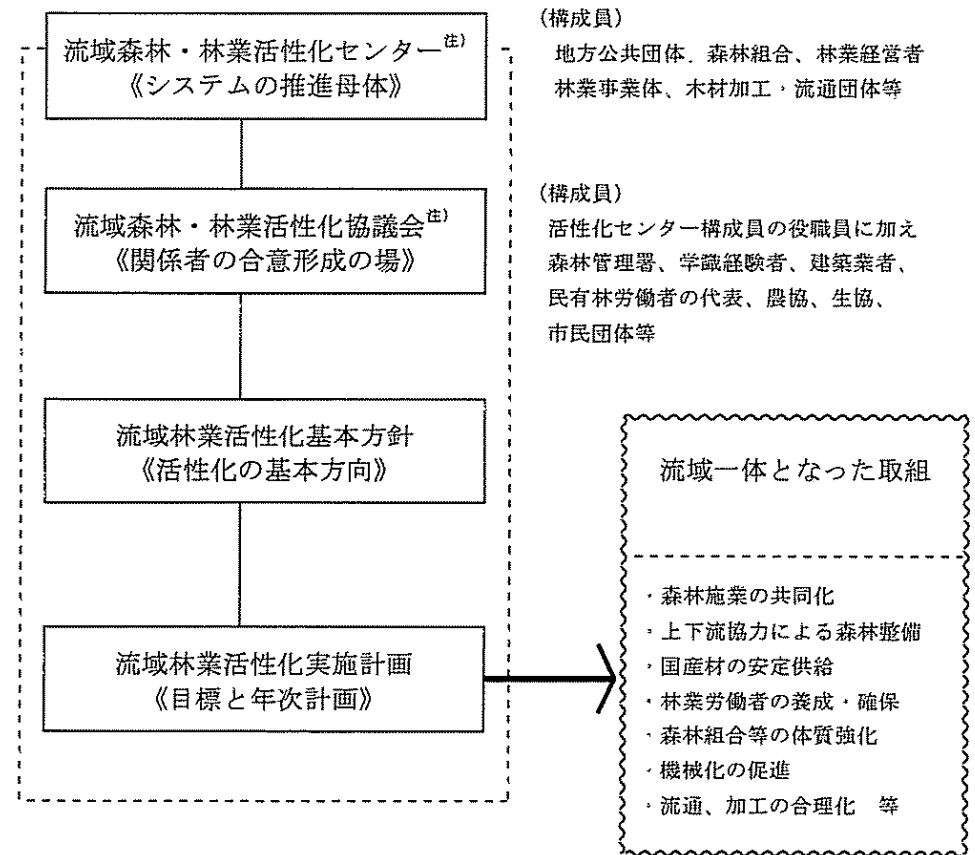 流域森林・林業活性化センター注)
《システムの推進母体》
(構成員)
地方公共団体．森林組合、林業経営者
林業事業体、木材加工・流通団体等
流域森林・林業活性化協議会注)
《関係者の合意形成の場》
(構成員)
活性化センター構成員の役職員に加え
森林管理署、学識経験者、建築業者、
民有林労働者の代表、農協、生協、
市民団体等
流域林業活性化基本方針
《活性化の基本方向》
流域林業活性化実施計画
《目標と年次計画》
流域一体となった取組
・森林施業の共同化
・上下流協力による森林整備
・国産材の安定供給
・林業労働者の養成・確保
・森林組合等の体質強化
・機械化の促進
・流通、加工の合理化　等